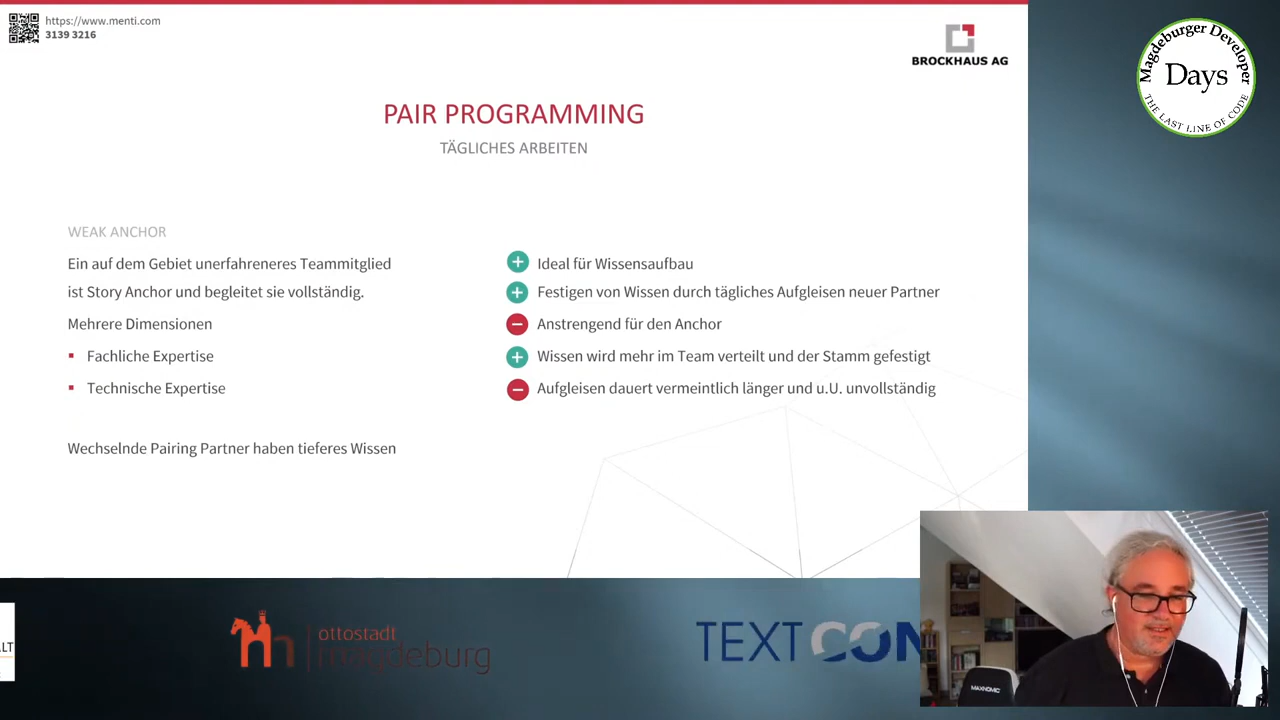 https://www.menti.com
3139 3216
BROCKHAUS AG
Magdeburger Developer
Days
THE LAST LINE OF CODE
PAIR PROGRAMMING
TÄGLICHES ARBEITEN
WEAK ANCHOR
Ein auf dem Gebiet unerfahreneres Teammitglied
ist Story Anchor und begleitet sie vollständig.
Mehrere Dimensionen
Fachliche Expertise
Technische Expertise
Wechselnde Pairing Partner haben tieferes Wissen
Ideal für Wissensaufbau
Festigen von Wissen durch tägliches Aufgleisen neuer Partner
Anstrengend für den Anchor
Wissen wird mehr im Team verteilt und der Stamm gefestigt
Aufgleisen dauert vermeintlich länger und u.U. unvollständig
ottostadt
magdeburg
TEXT CON
MAXNOMIC